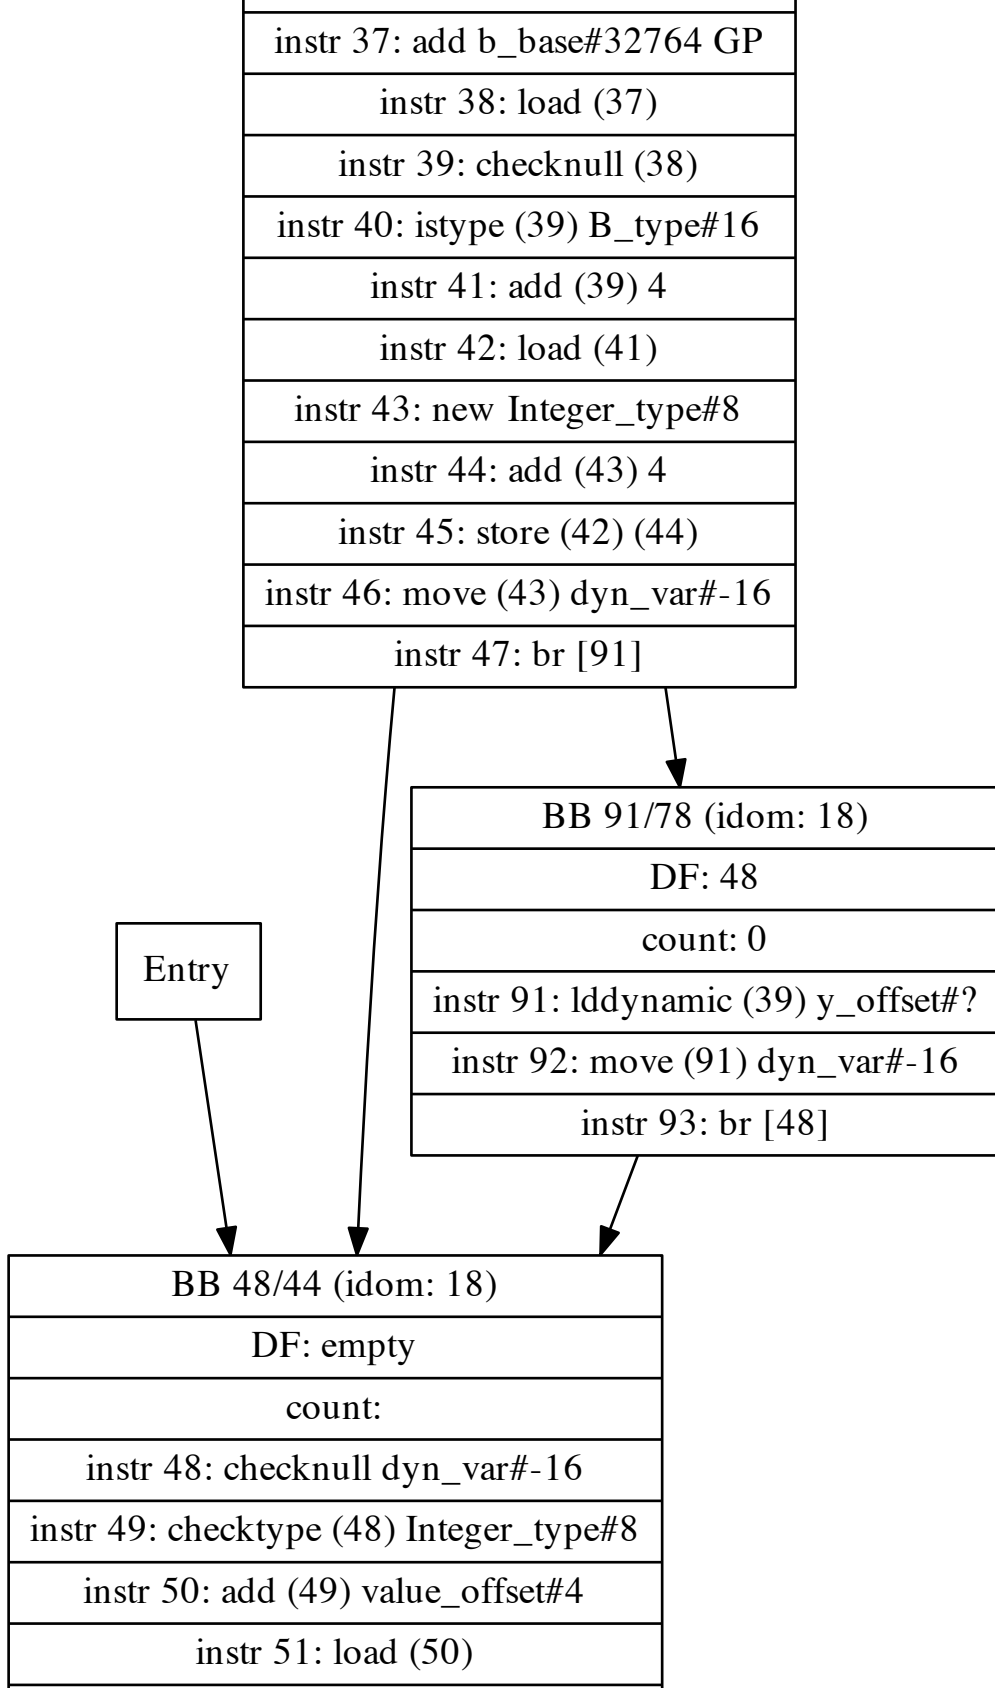 instr 37: add b_base#32764 GP
instr 38: load (37)
instr 39: checknull (38)
instr 40: istype (39) B_type#16
instr 41: add (39) 4
instr 42: load (41)
instr 43: new Integer_type#8
instr 44: add (43) 4
instr 45: store (42) (44)
instr 46: move (43) dyn_var#-16
instr 47: br [91]
BB 91/78 (idom: 18)
DF: 48
count: 0
instr 91: lddynamic (39) y_offset#?
instr 92: move (91) dyn_var#-16
instr 93: br [48]
Entry
BB 48/44 (idom: 18)
DF: empty
count:
instr 48: checknull dyn_var#-16
instr 49: checktype (48) Integer_type#8
instr 50: add (49) value_offset#4
instr 51: load (50)